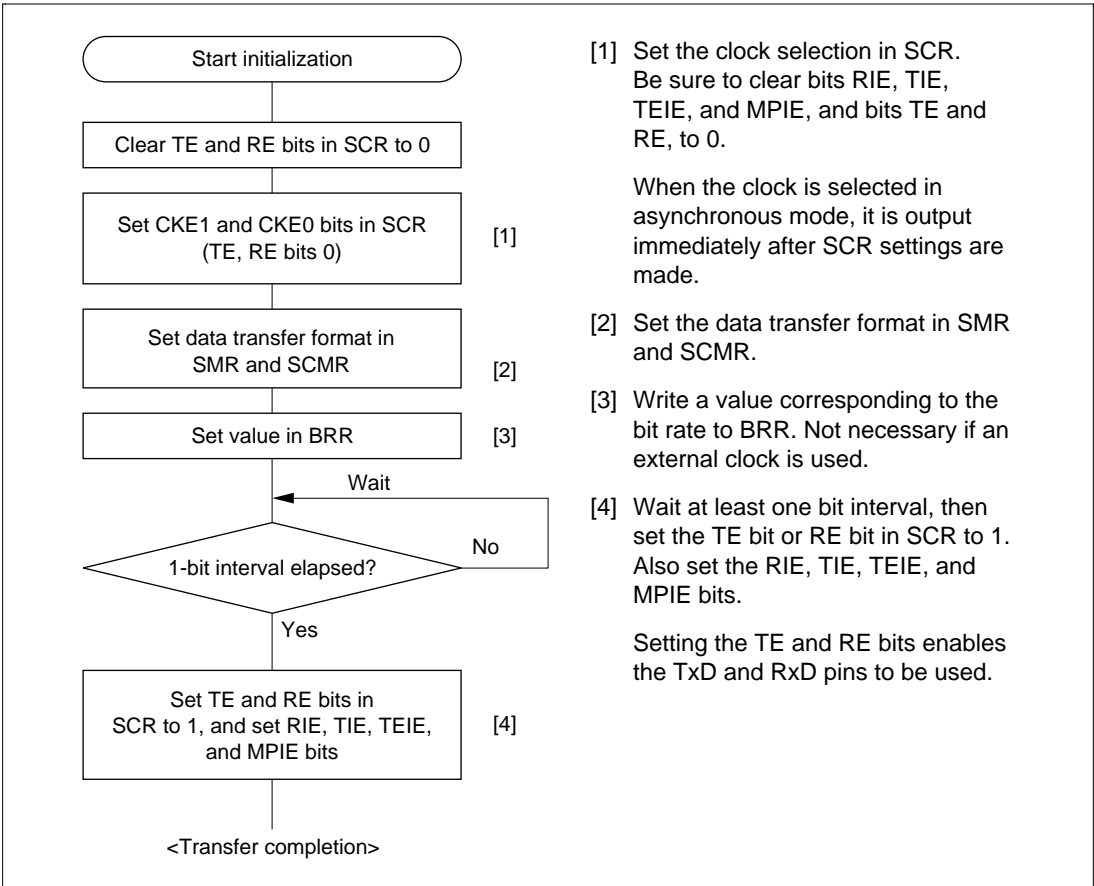 Start initialization
Clear TE and RE bits in SCR to 0
Set CKE1 and CKE0 bits in SCR
(TE, RE bits 0)
[1]
Set data transfer format in
SMR and SCMR
[2]
Set value in BRR
[3]
Wait
1-bit interval elapsed?
No
Yes
Set TE and RE bits in
SCR to 1, and set RIE, TIE, TEIE,
and MPIE bits
[4]
<Transfer completion>
[1] Set the clock selection in SCR.
Be sure to clear bits RIE, TIE,
TEIE, and MPIE, and bits TE and
RE, to 0.
When the clock is selected in
asynchronous mode, it is output
immediately after SCR settings are
made.
[2] Set the data transfer format in SMR
and SCMR.
[3] Write a value corresponding to the
bit rate to BRR. Not necessary if an
external clock is used.
[4] Wait at least one bit interval, then
set the TE bit or RE bit in SCR to 1.
Also set the RIE, TIE, TEIE, and
MPIE bits.
Setting the TE and RE bits enables
the TxD and RxD pins to be used.